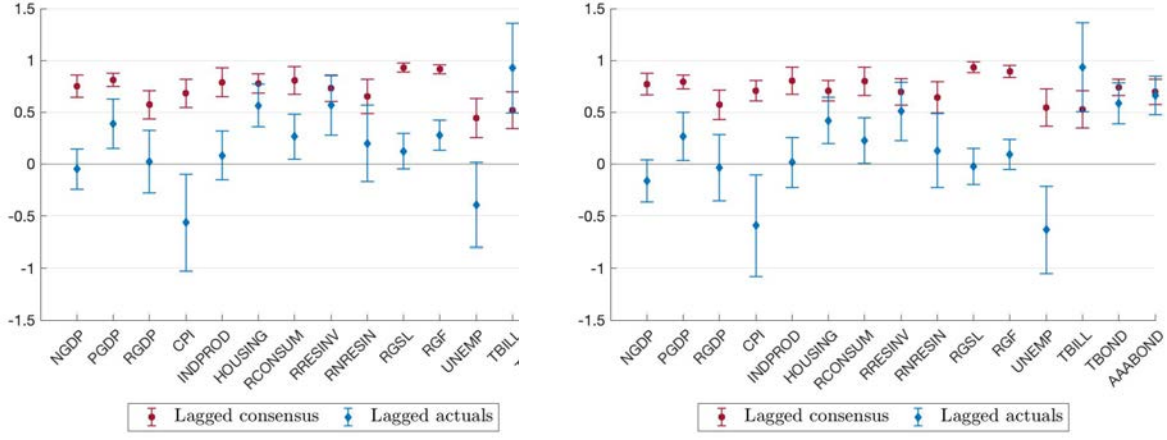 1.5
1
0.5
0
-0.5
-1
-1.5
NGDP
PGDP
RGDP
CPI
INDPROD
HOUSING
RCONSUM
RRESINV
RNRESIN
RGSL
RGF
UNEMP
TBILL
Lagged consensus
Lagged actuals
1.5
1
0.5
0
-0.5
-1
-1.5
NGDP
PGDP
RGDP
CPI
INDPROD
HOUSING
RCONSUM
RRESINV
RNRESIN
RGSL
RGF
UNEMP
TBILL
TBOND
AAABOND
Lagged consensus
Lagged actuals